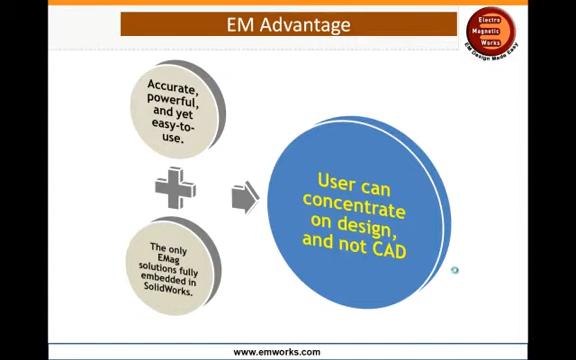 EM Advantage
Electro
Magnetic
Works
EM Design Made Easy
Accurate,
powerful,
and yet
easy-to-
use.
User can
concentrate
on design,
and not CAD
The only
EMag
solutions fully
embedded in
SolidWorks.
www.emworks.com